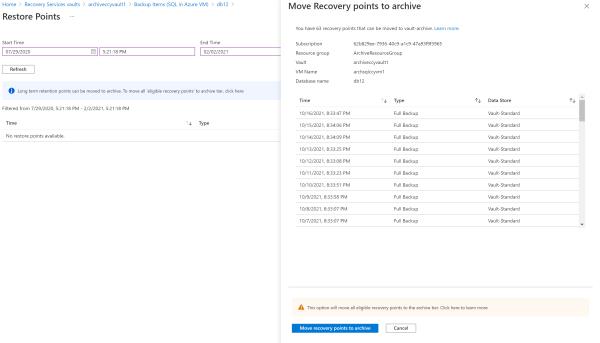 Home > Recovery Services vaults > archiveccyvault1 > Backup Items (SQL in Azure VM) > db12 >
Restore Points ...
Start Time
End Time
07/29/2020
5:21:18 PM
02/02/2021
Refresh
Long term retention points can be moved to archive. To move all 'eligible recovery points' to archive tier, click here
Filtered from 7/29/2020, 5:21:18 PM - 2/2/2021, 5:21:18 PM
Time
Type
No restore points available.
Move Recovery points to archive
You have 63 recovery points that can be moved to vault-archive. Learn more.
Subscription
Resource group ArchiveResourceGroup
Vault archiveccyvault1
VM Name archsqlccyvm1
Database name db12
Time Type Data Store
10/16/2021, 8:33:47 PM Full Backup Vault-Standard
10/15/2021, 8:34:06 PM Full Backup Vault-Standard
10/14/2021, 8:34:09 PM Full Backup Vault-Standard
10/13/2021, 8:33:25 PM Full Backup Vault-Standard
10/12/2021, 8:33:08 PM Full Backup Vault-Standard
10/11/2021, 8:33:23 PM Full Backup Vault-Standard
10/10/2021, 8:33:51 PM Full Backup Vault-Standard
10/9/2021, 8:33:58 PM Full Backup Vault-Standard
10/8/2021, 8:33:07 PM Full Backup Vault-Standard
10/7/2021, 8:33:07 PM Full Backup Vault-Standard
This option will move all eligible recovery points to the archive tier. Click here to learn more
Move recovery points to archive
Cancel